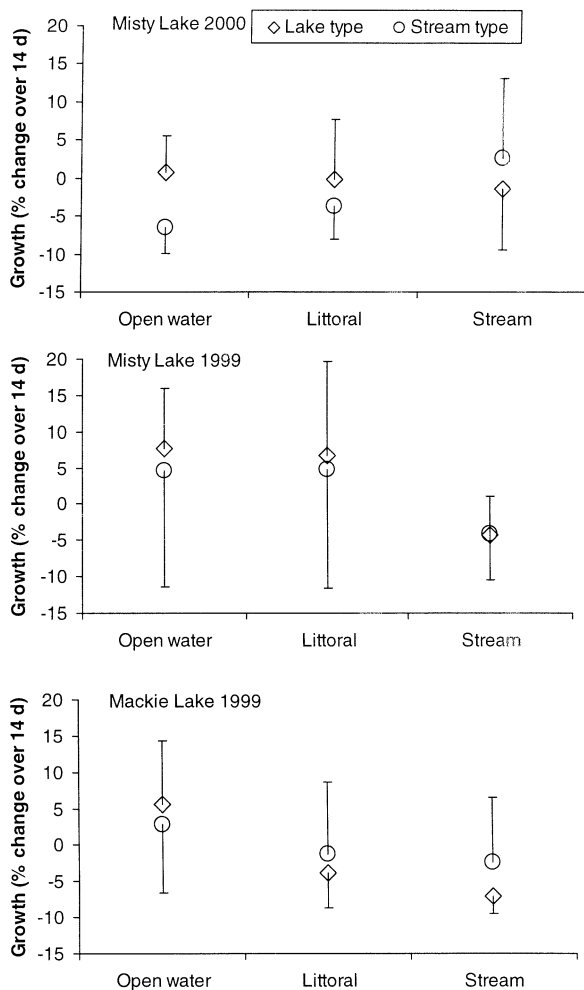 Misty Lake 2000
Lake type
Stream type
Growth (% change over 14 d)
20
15
10
5
0
-5
-10
-15
Open water
Littoral
Stream
Misty Lake 1999
Growth (% change over 14 d)
20
15
10
5
0
-5
-10
-15
Open water
Littoral
Stream
Mackie Lake 1999
Growth (% change over 14 d)
20
15
10
5
0
-5
-10
-15
Open water
Littoral
Stream